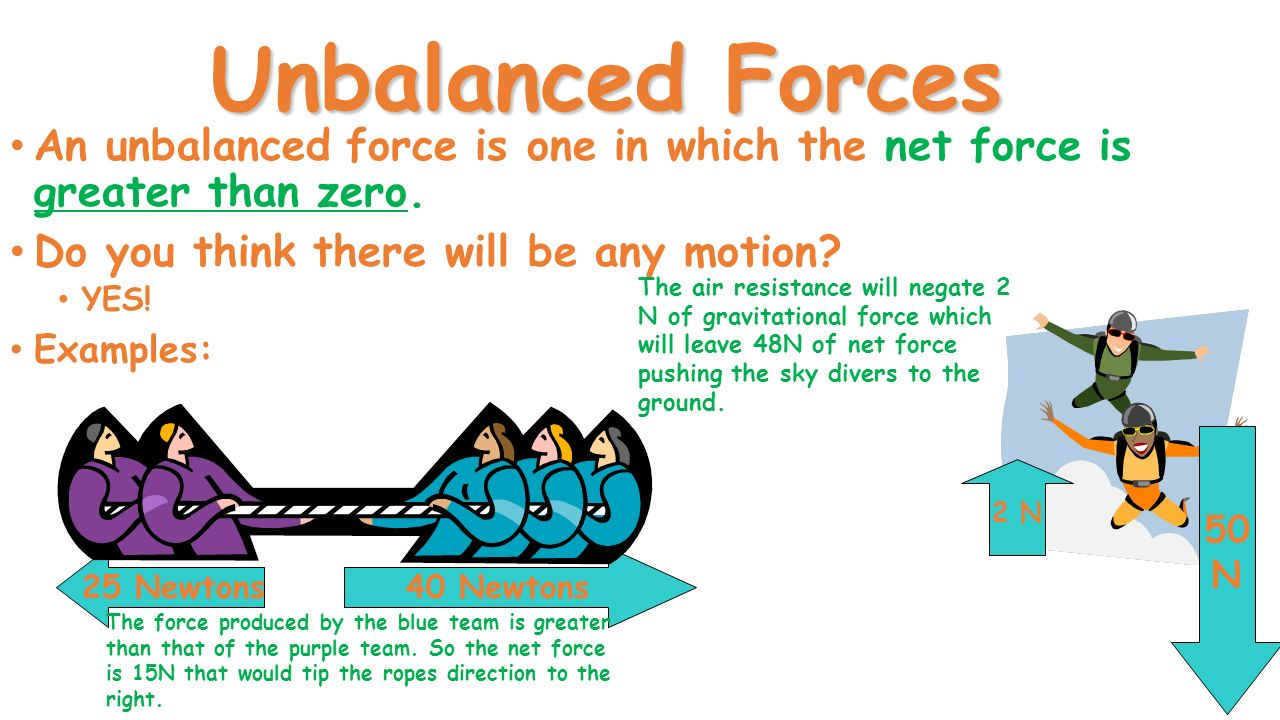 Unbalanced Forces
• An unbalanced force is one in which the net force is
greater than zero.
• Do you think there will be any motion?
• YES!
• Examples:
The air resistance will negate 2
N of gravitational force which
will leave 48N of net force
pushing the sky divers to the
ground.
2 N
50
N
25 Newtons
40 Newtons
The force produced by the blue team is greater
than that of the purple team. So the net force
is 15N that would tip the ropes direction to the
right.